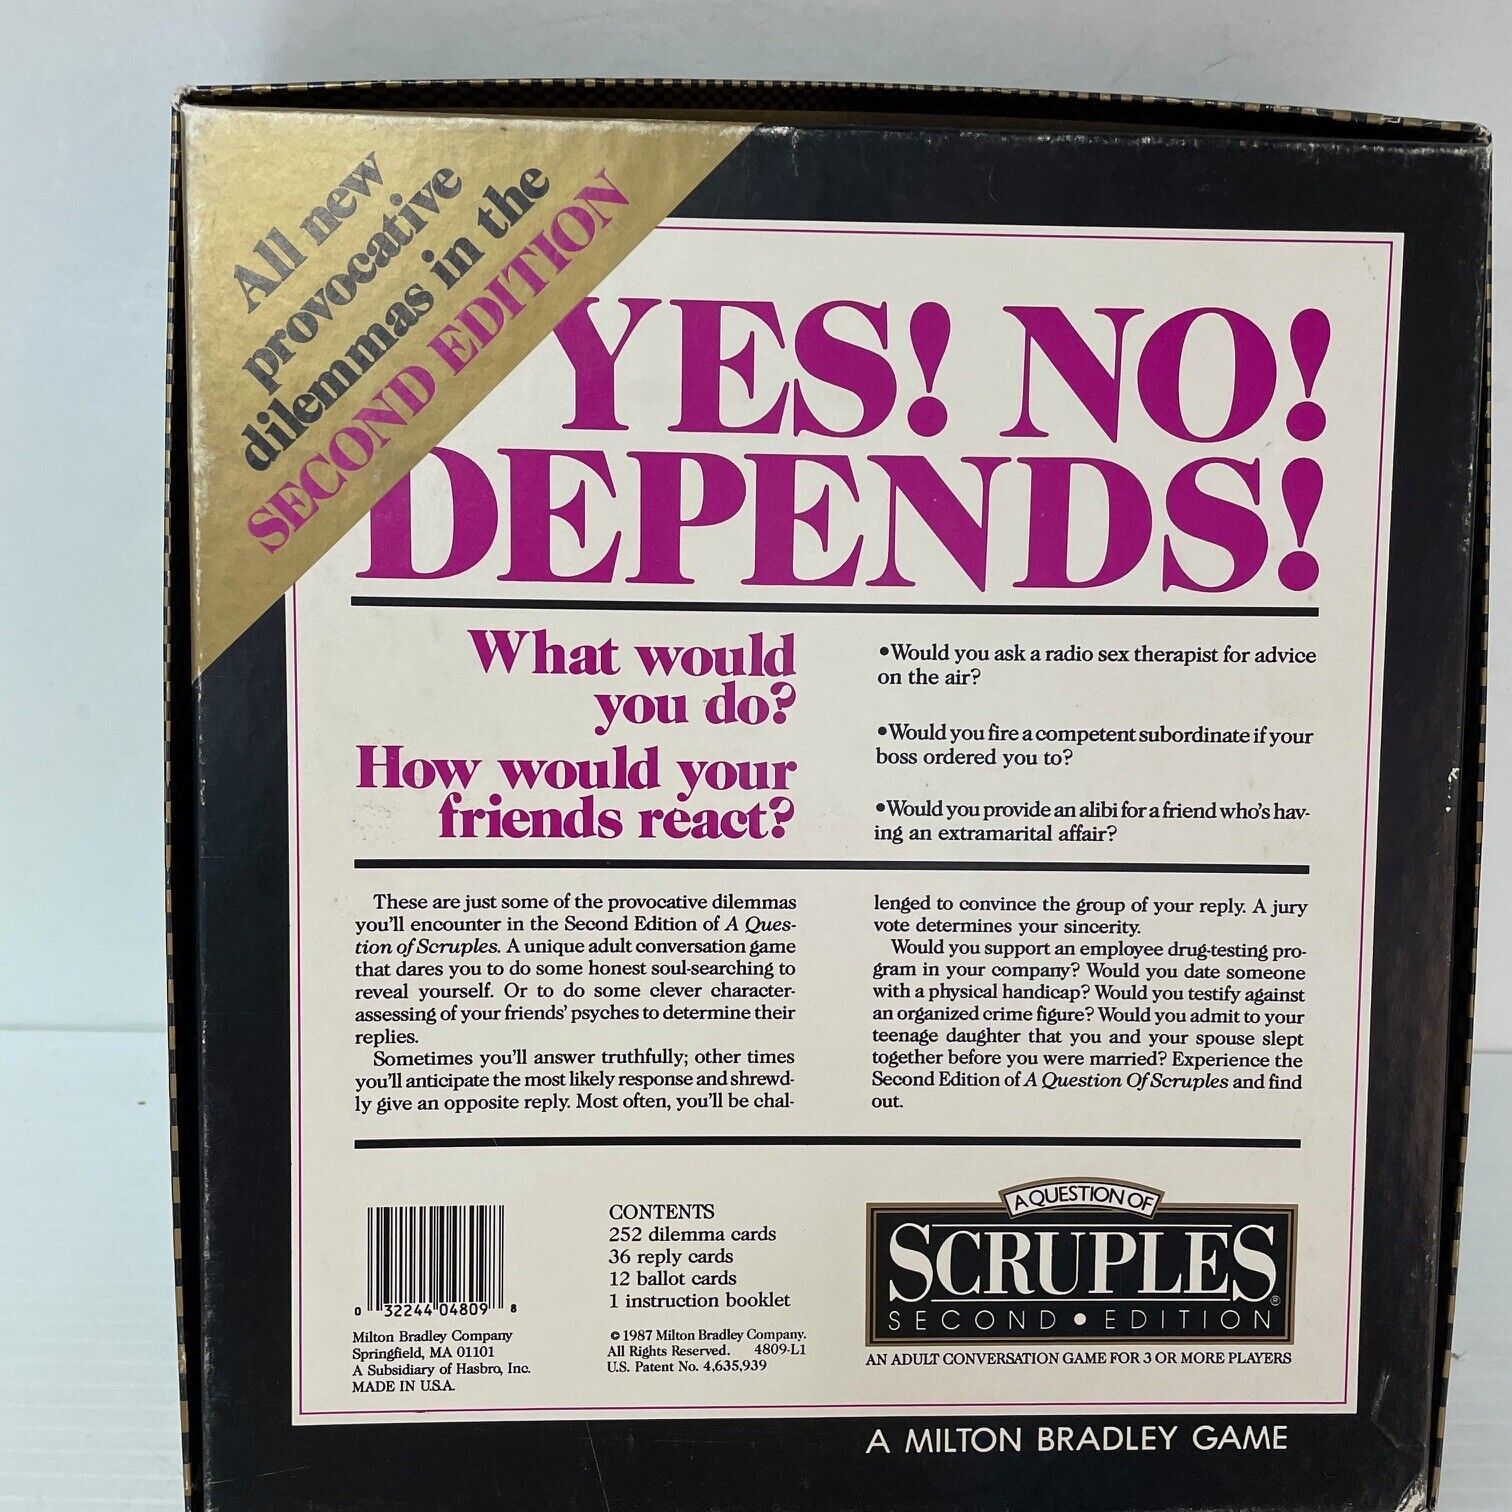 All new
provocative
dilemmas in the
SECOND EDITION
YES! NO!
DEPENDS!
What would
you do?
How would your
friends react?
•Would you ask a radio sex therapist for advice
on the air?
•Would you fire a competent subordinate if your
boss ordered you to?
•Would you provide an alibi for a friend who's hav-
ing an extramarital affair?
These are just some of the provocative dilemmas
you'll encounter in the Second Edition of A Ques-
tion of Scruples. A unique adult conversation game
that dares you to do some honest soul-searching to
reveal yourself. Or to do some clever character-
assessing of your friends' psyches to determine their
replies.
Sometimes you'll answer truthfully; other times
you'll anticipate the most likely response and shrewd-
ly give an opposite reply. Most often, you'll be chal-
lenged to convince the group of your reply. A jury
vote determines your sincerity.
Would you support an employee drug-testing pro-
gram in your company? Would you date someone
with a physical handicap? Would you testify against
an organized crime figure? Would you admit to your
teenage daughter that you and your spouse slept
together before you were married? Experience the
Second Edition of A Question Of Scruples and find
out.
0 32244 04809 8
Milton Bradley Company
Springfield, MA 01101
A Subsidiary of Hasbro, Inc.
MADE IN U.S.A.
CONTENTS
252 dilemma cards
36 reply cards
12 ballot cards
1 instruction booklet
© 1987 Milton Bradley Company.
All Rights Reserved. 4809-L1
U.S. Patent No. 4,635,939
A QUESTION OF
SCRUPLES®
SECOND • EDITION
AN ADULT CONVERSATION GAME FOR 3 OR MORE PLAYERS
A MILTON BRADLEY GAME